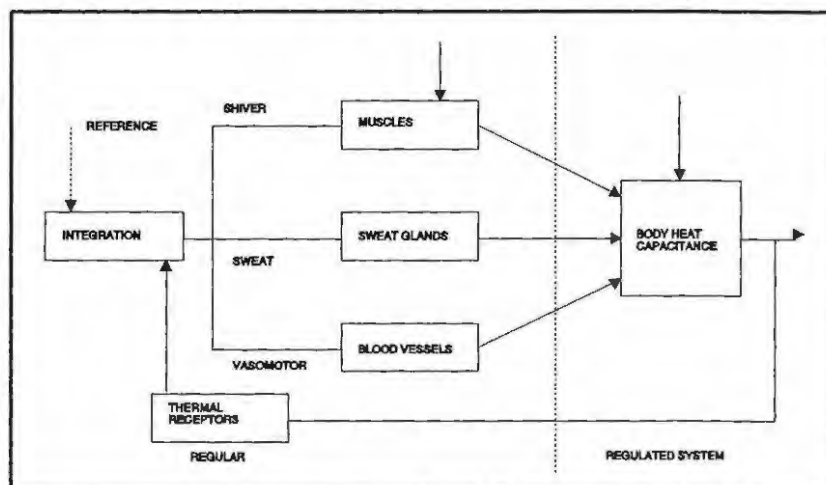 SHIVER
MUSCLES
REFERENCE
INTEGRATION
SWEAT GLANDS
BODY HEAT
CAPACITANCE
SWEAT
BLOOD VESSELS
VASOMOTOR
THERMAL
RECEPTORS
REGULAR
REGULATED SYSTEM